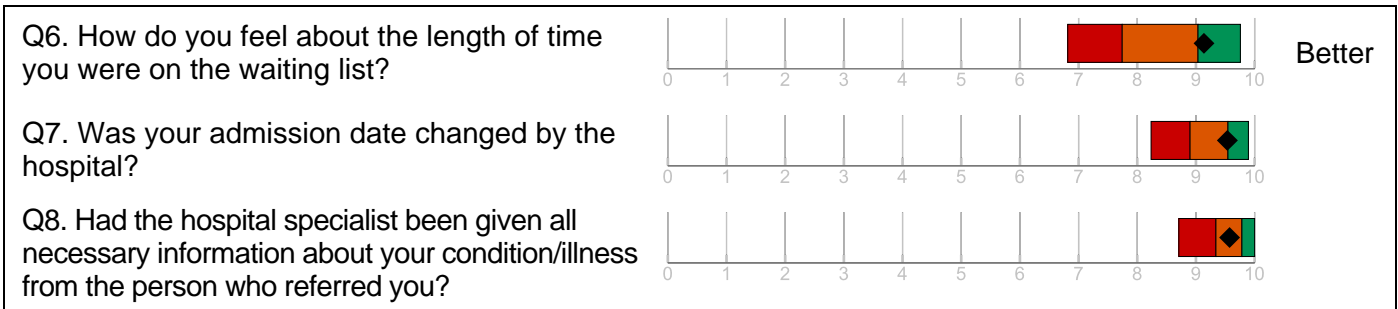 Q6. How do you feel about the length of time
you were on the waiting list?
0 1 2 3 4 5 6 7 8 9 10
Better
Q7. Was your admission date changed by the
hospital?
0 1 2 3 4 5 6 7 8 9 10
Q8. Had the hospital specialist been given all
necessary information about your condition/illness
from the person who referred you?
0 1 2 3 4 5 6 7 8 9 10